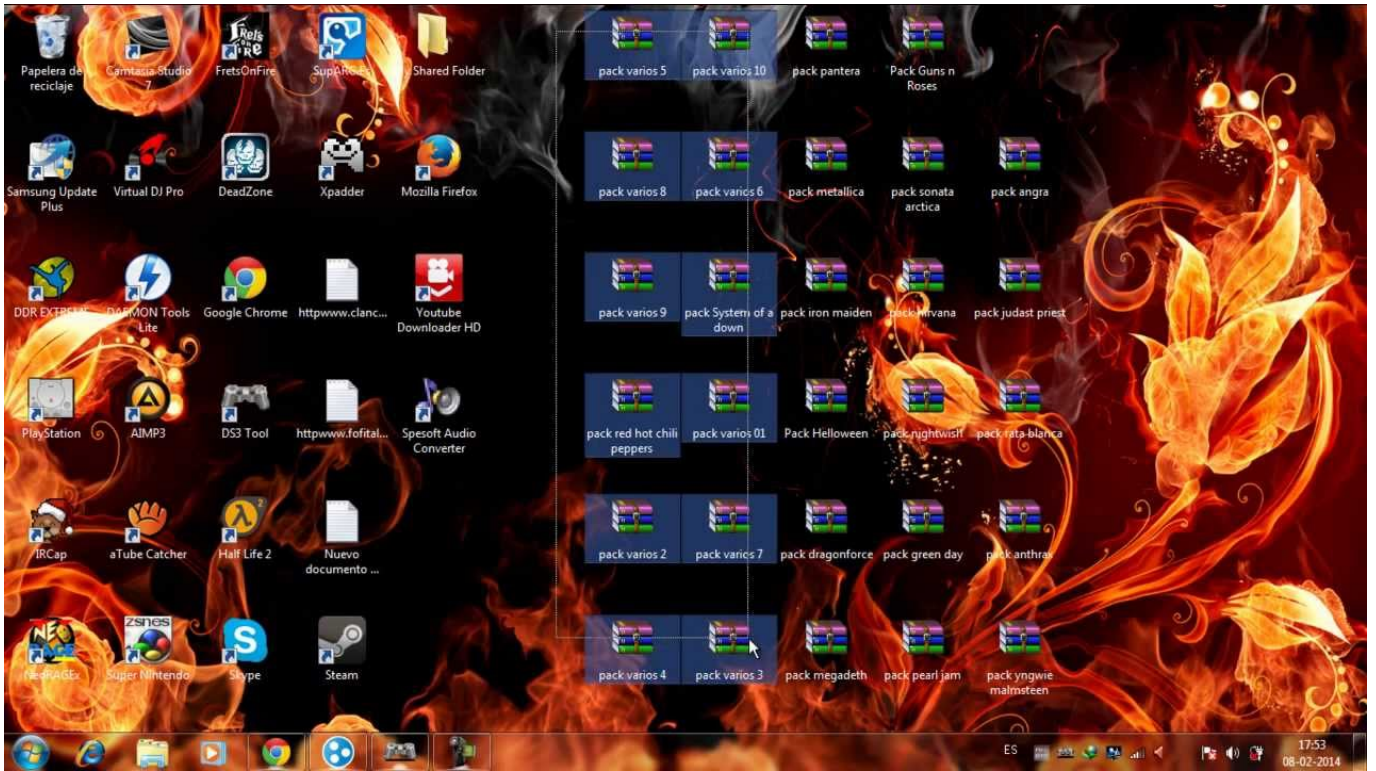 Papelera de
reciclaje
Camtasia Studio
7
FretsOnFire
My Shared Folder
pack varios 5
pack varios 10
pack pantera
Pack Guns n
Roses
Samsung Update
Plus
Virtual DJ Pro
DeadZone
Xpadder
Mozilla Firefox
pack varios 8
pack varios 6
pack metallica
pack sonata
arctica
pack angra
DDR EXTREME
DAEMON Tools
Lite
Google Chrome
httpwww.clanc...
Youtube
Downloader HD
pack varios 9
pack System of a
down
pack iron maiden
pack nirvana
pack judast priest
PlayStation
AIMP3
DS3 Tool
httpwww.fofital...
Spesoft Audio
Converter
pack red hot chili
peppers
pack varios 01
Pack Helloween
pack nightwish
pack rata blanca
IRCap
aTube Catcher
Half Life 2
Nuevo
documento ...
pack varios 2
pack varios 7
pack dragonforce
pack green day
pack anthrax
NeoRAGEx
Super Nintendo
Skype
Steam
pack varios 4
pack varios 3
pack megadeth
pack pearl jam
pack yngwie
malmsteen
ES
17:53
08-02-2014